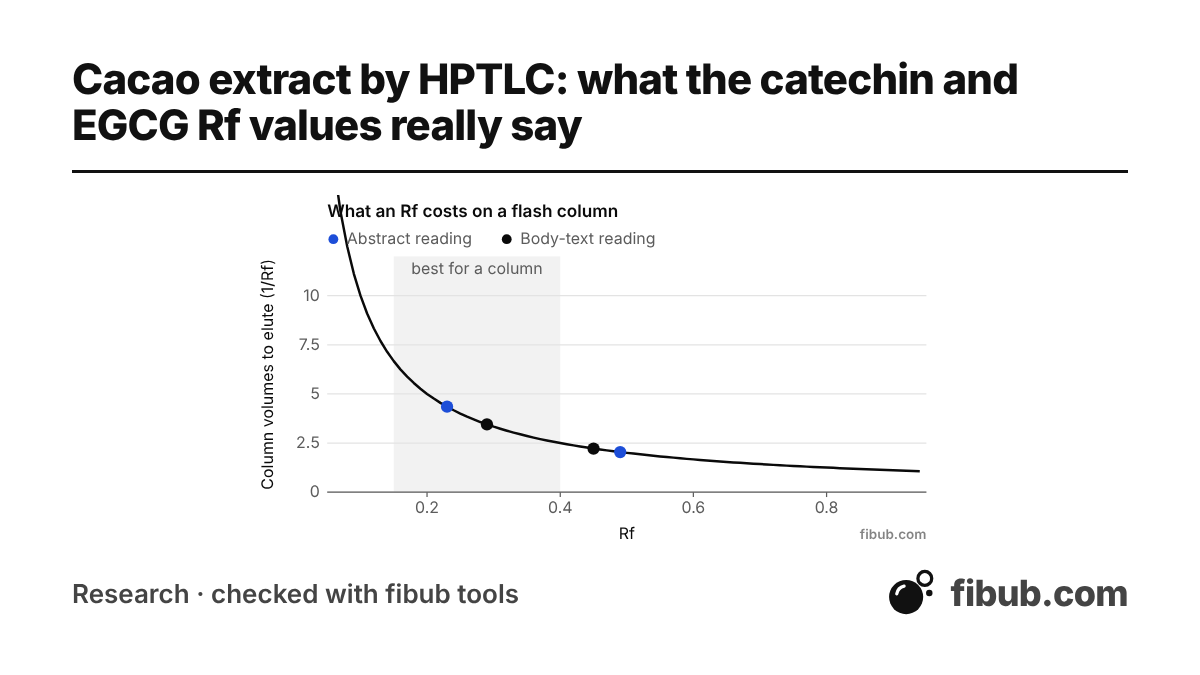 Cacao extract by HPTLC: what the catechin and
EGCG Rf values really say
What an Rf costs on a flash column
Abstract reading
Body-text reading
best for a column
Column volumes to elute (1/Rf)
10
7.5
5
2.5
0
0.2
0.4
0.6
0.8
Rf
fibub.com
Research · checked with fibub tools
fibub.com